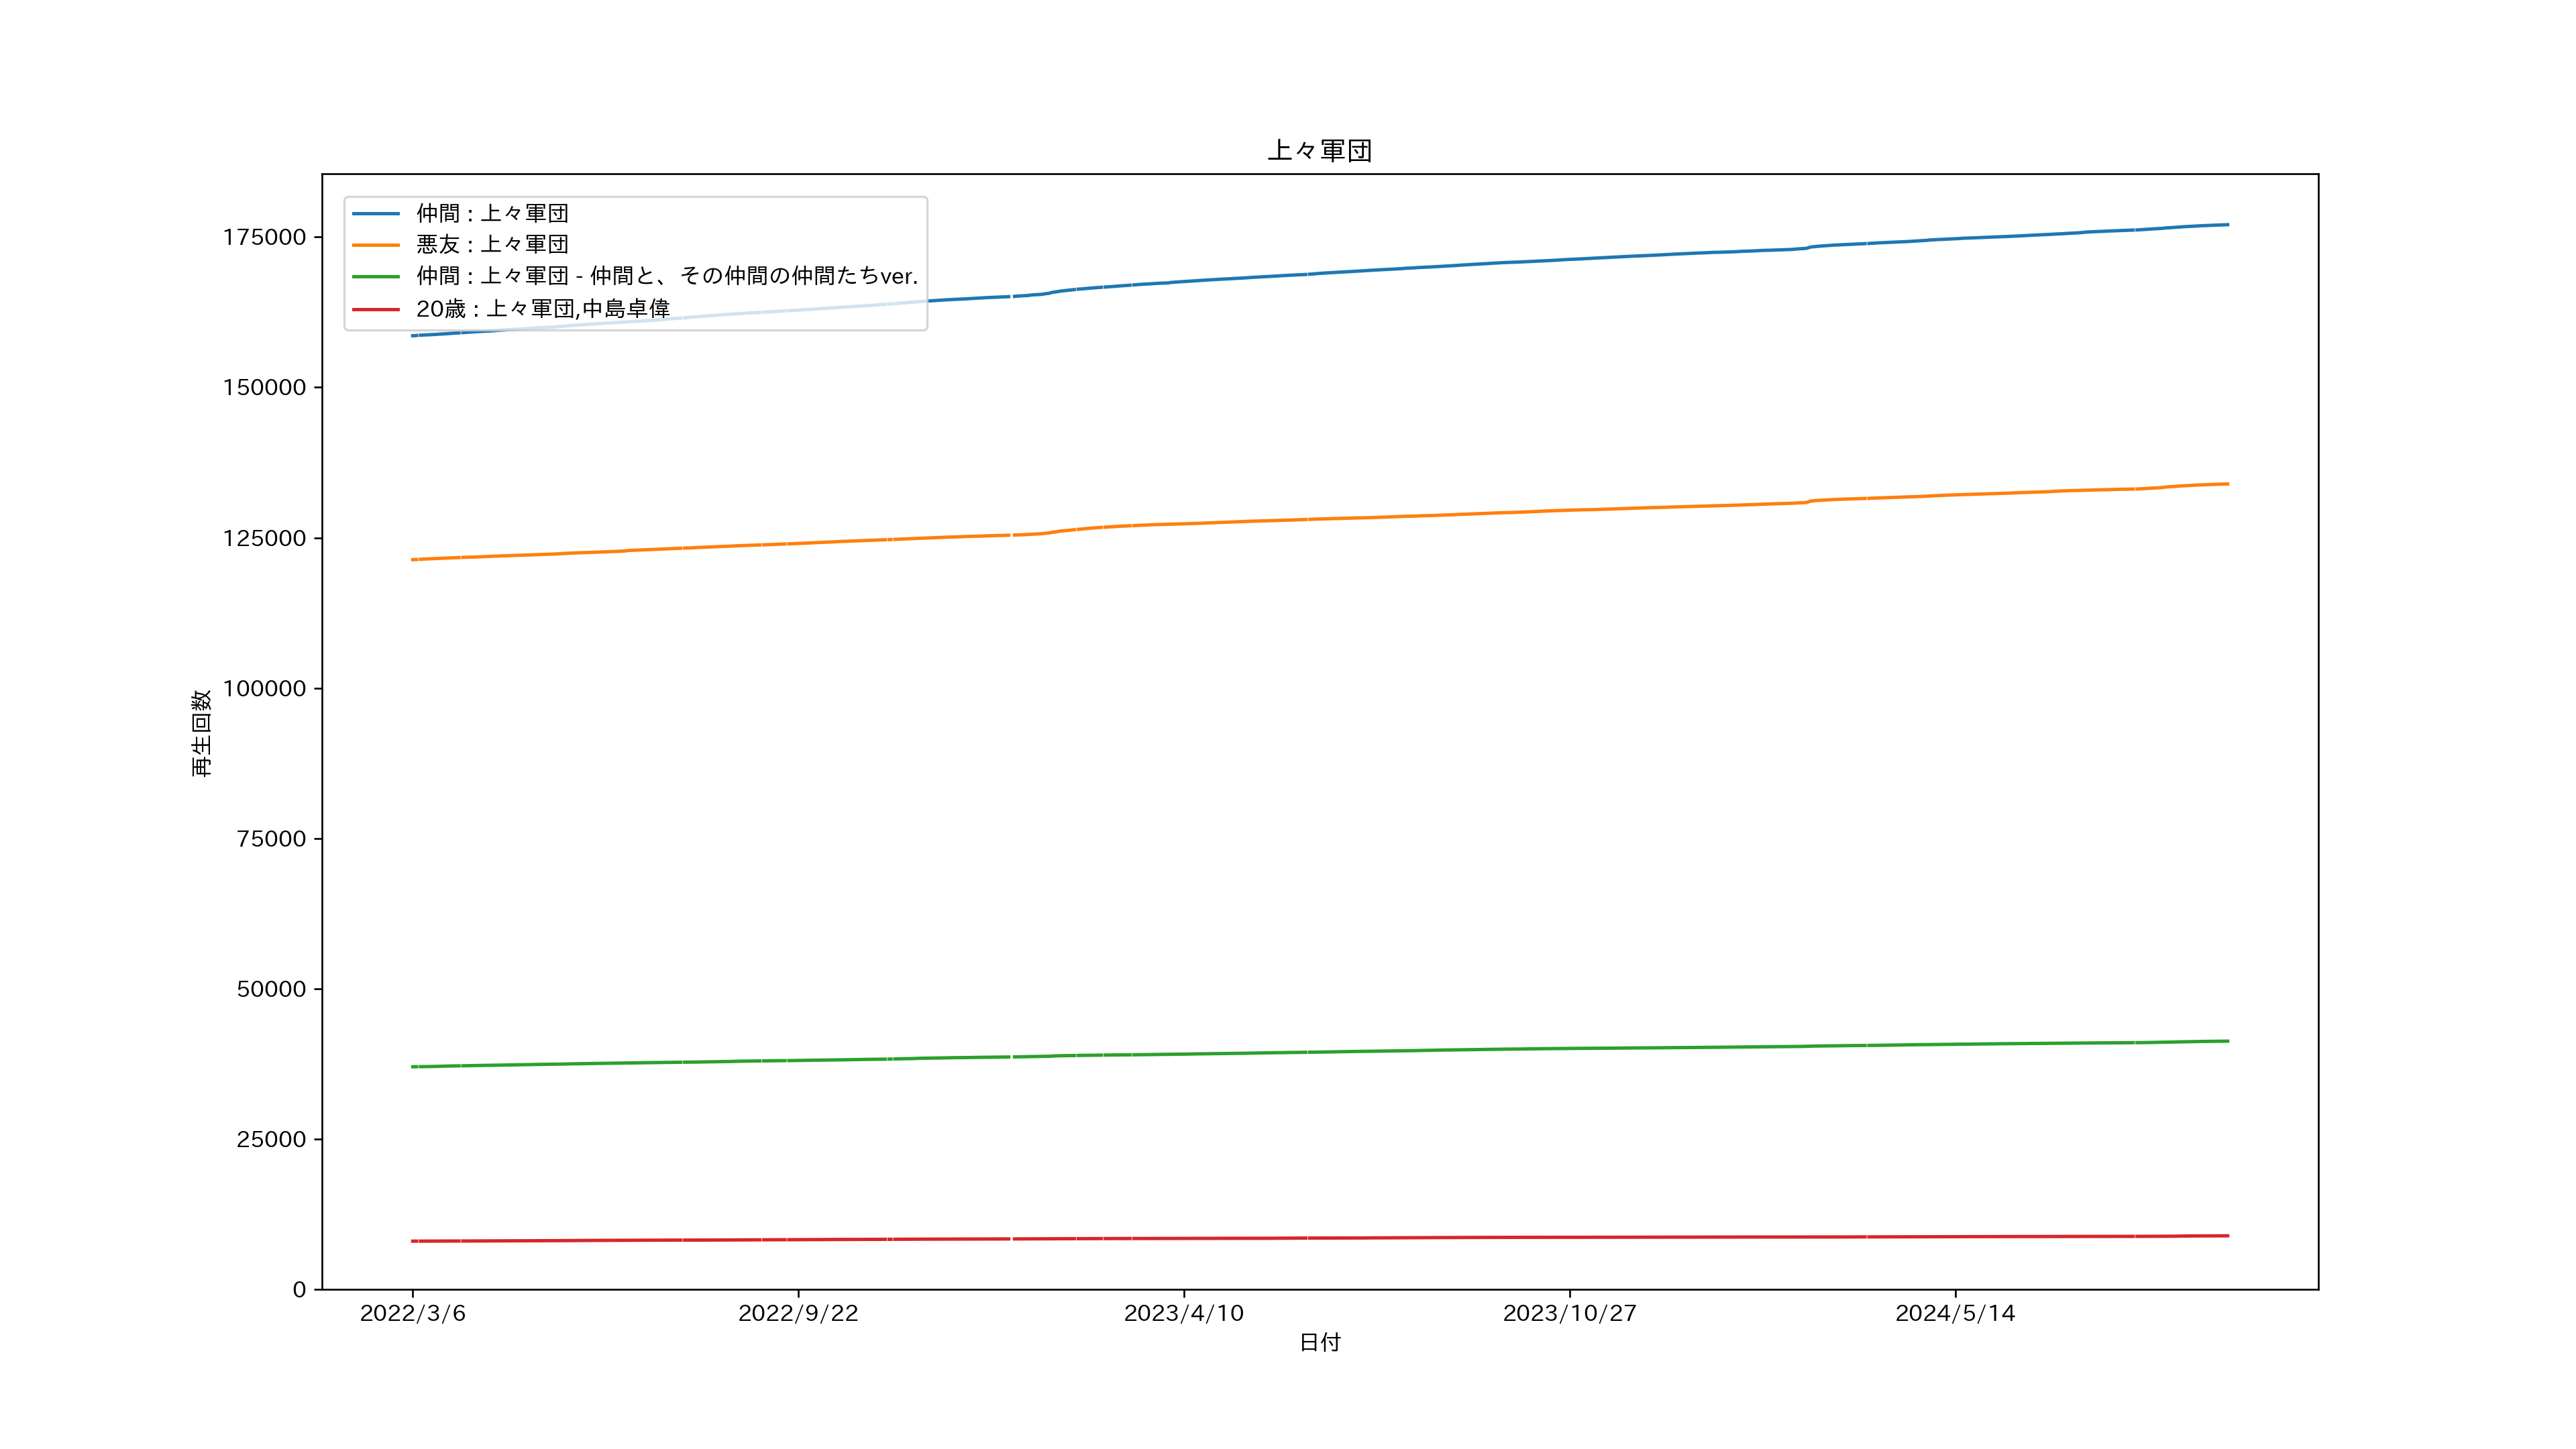 上々軍団
仲間 : 上々軍団
悪友 : 上々軍団
仲間 : 上々軍団 - 仲間と、その仲間の仲間たちver.
20歳 : 上々軍団,中島卓偉
175000
150000
125000
100000
75000
50000
25000
0
再生回数
2022/3/6
2022/9/22
2023/4/10
2023/10/27
2024/5/14
日付